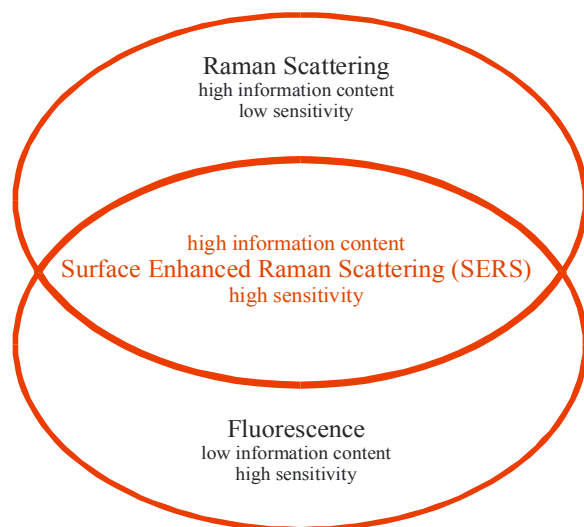 Raman Scattering
high information content
low sensitivity
high information content
Surface Enhanced Raman Scattering (SERS)
high sensitivity
Fluorescence
low information content
high sensitivity